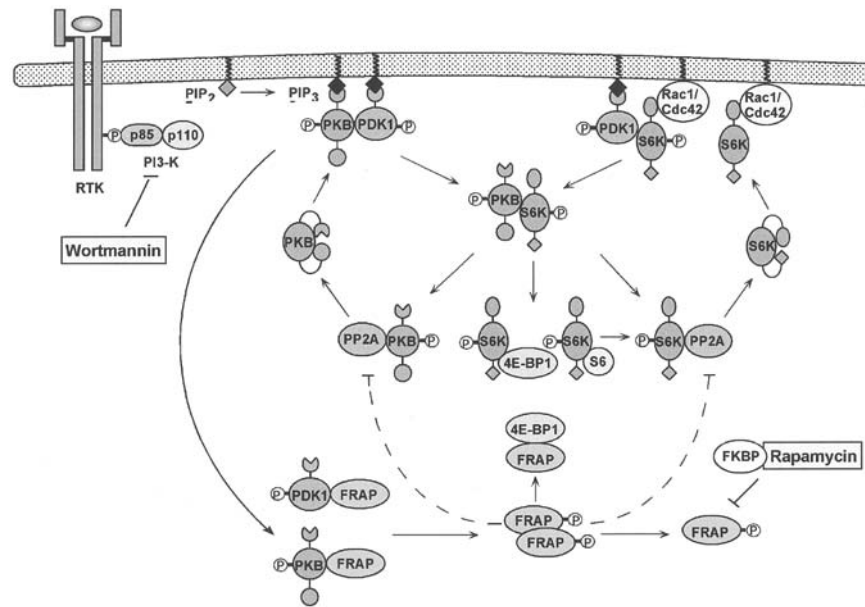 PIP2
PIP3
RTK
P
p85
p110
PI3-K
Wortmannin
P
PKB
PDK1
P
P
PDK1
Rac1/
Cdc42
S6K
P
Rac1/
Cdc42
S6K
PKB
P
PKB
S6K
P
S6K
PP2A
PKB
P
P
S6K
4E-BP1
P
S6K
S6
P
S6K
PP2A
4E-BP1
FRAP
FKBP
Rapamycin
P
PDK1
FRAP
P
PKB
FRAP
FRAP
P
FRAP
P
FRAP
P